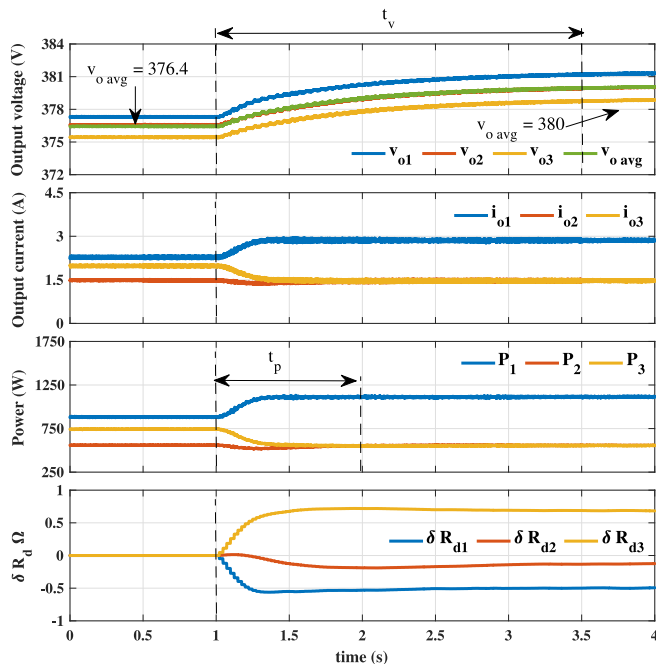 Output voltage (V)
384
381
378
375
372
t_v
v_o avg = 376.4
v_o avg = 380
v_o1 v_o2 v_o3 v_o avg
Output current (A)
4.5
3
1.5
0
i_o1 i_o2 i_o3
Power (W)
1750
1250
750
250
t_p
P_1 P_2 P_3
δ R_d Ω
1
0.5
0
-0.5
-1
δ R_d1 δ R_d2 δ R_d3
0 0.5 1 1.5 2 2.5 3 3.5 4
time (s)